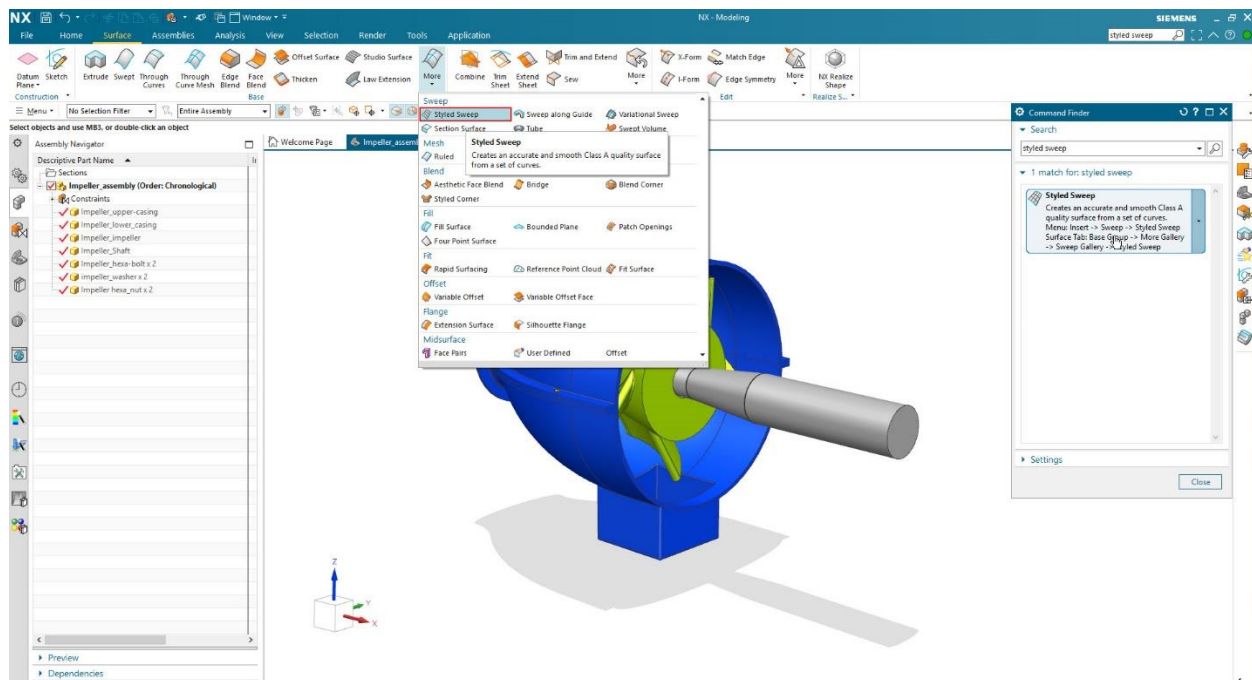 NX
Window
NX - Modeling
SIEMENS
File Home Surface Assemblies Analysis View Selection Render Tools Application
styled sweep
Datum Plane
Sketch
Extrude
Swept
Through Curves
Through Curve Mesh
Edge Blend
Face Blend
Offset Surface
Thicken
Studio Surface
Law Extension
More
Combine
Trim Sheet
Extend Sheet
Trim and Extend
Sew
More
X-Form
I-Form
Match Edge
Edge Symmetry
More
NX Realize Shape
Construction
Base
Edit
Realize S...
Menu
No Selection Filter
Entire Assembly
Select objects and use MB3, or double-click an object
Assembly Navigator
Descriptive Part Name
Sections
Impeller_assembly (Order: Chronological)
Constraints
Impeller_upper-casing
Impeller_lower_casing
Impeller_impeller
Impeller_Shaft
Impeller_hexa-bolt x 2
impeller_washer x 2
Impeller hexa_nut x 2
Preview
Dependencies
Welcome Page
Impeller_assem
Sweep
Styled Sweep
Sweep along Guide
Variational Sweep
Section Surface
Tube
Swept Volume
Styled Sweep
Creates an accurate and smooth Class A quality surface
from a set of curves.
Mesh
Ruled
Blend
Aesthetic Face Blend
Bridge
Blend Corner
Styled Corner
Fill
Fill Surface
Bounded Plane
Patch Openings
Four Point Surface
Fit
Rapid Surfacing
Reference Point Cloud
Fit Surface
Offset
Variable Offset
Variable Offset Face
Flange
Extension Surface
Silhouette Flange
Midsurface
Face Pairs
User Defined
Offset
Z
Y
X
Command Finder
Search
styled sweep
1 match for: styled sweep
Styled Sweep
Creates an accurate and smooth Class A
quality surface from a set of curves.
Menu: Insert -> Sweep -> Styled Sweep
Surface Tab: Base Group -> More Gallery
-> Sweep Gallery -> Styled Sweep
Settings
Close